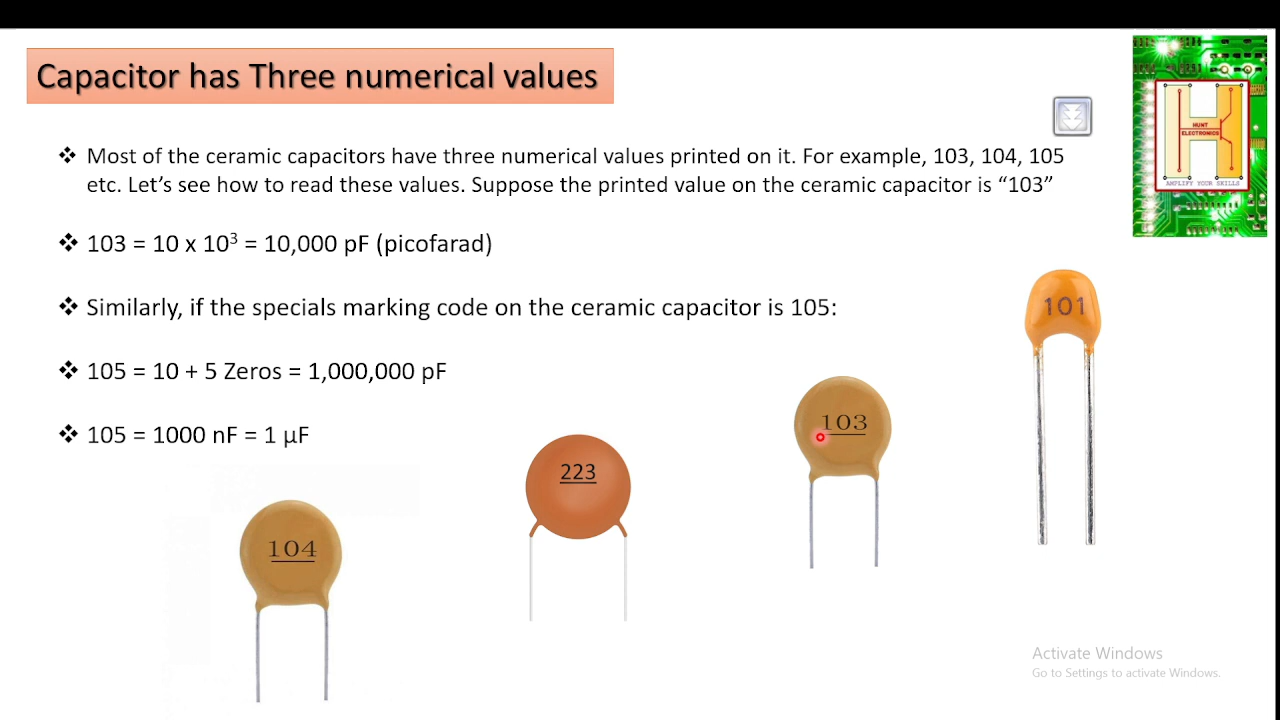 Capacitor has Three numerical values
❖ Most of the ceramic capacitors have three numerical values printed on it. For example, 103, 104, 105
etc. Let’s see how to read these values. Suppose the printed value on the ceramic capacitor is “103”
❖ 103 = 10 x 10³ = 10,000 pF (picofarad)
❖ Similarly, if the specials marking code on the ceramic capacitor is 105:
❖ 105 = 10 + 5 Zeros = 1,000,000 pF
❖ 105 = 1000 nF = 1 µF
HUNT
ELECTRONICS
AMPLIFY YOUR SKILLS
101
103
223
104
Activate Windows
Go to Settings to activate Windows.